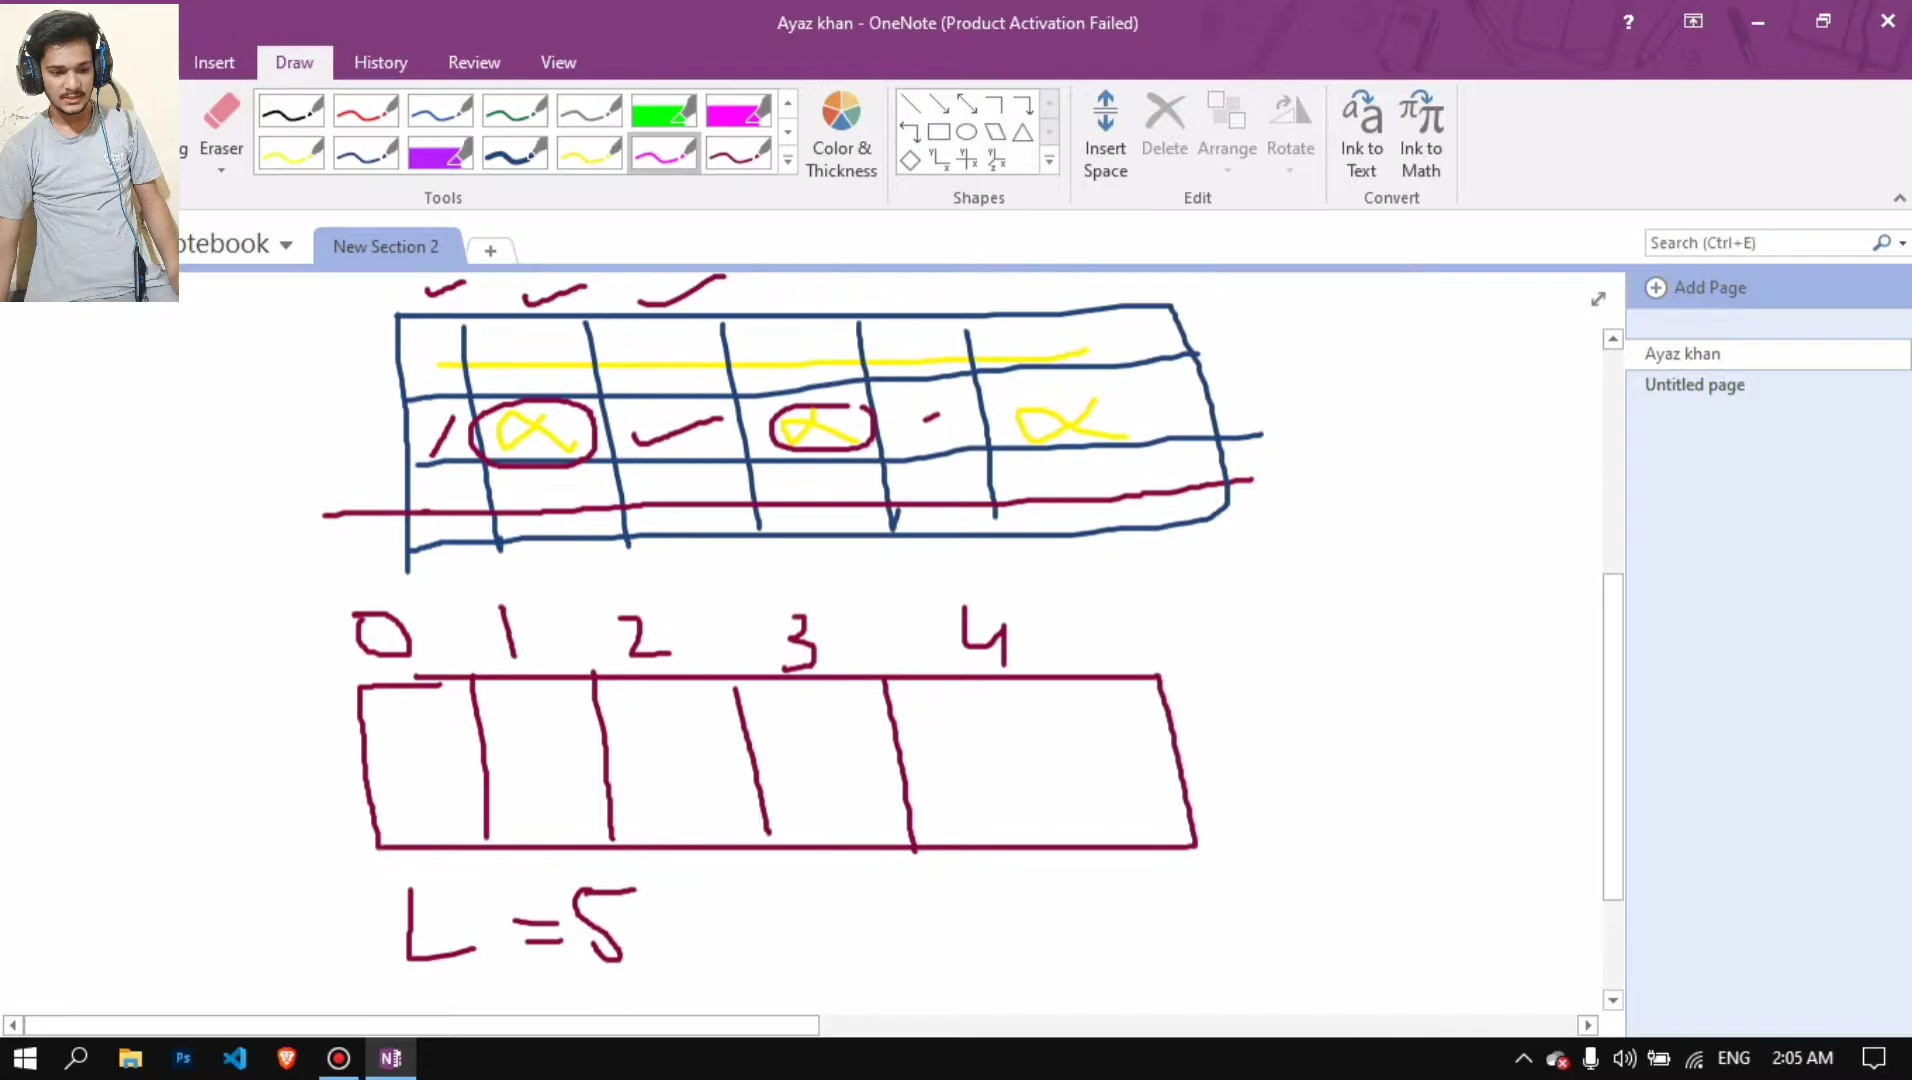 Ayaz khan - OneNote (Product Activation Failed)
?
Insert Draw History Review View
g Eraser
Color & Thickness
Insert Space
Delete Arrange Rotate
Ink to Text
Ink to Math
Tools Shapes Edit Convert
otebook New Section 2
Search (Ctrl+E)
Add Page
Ayaz khan
Untitled page
α α α
0 1 2 3 4
L = 5
Ps N ENG 2:05 AM